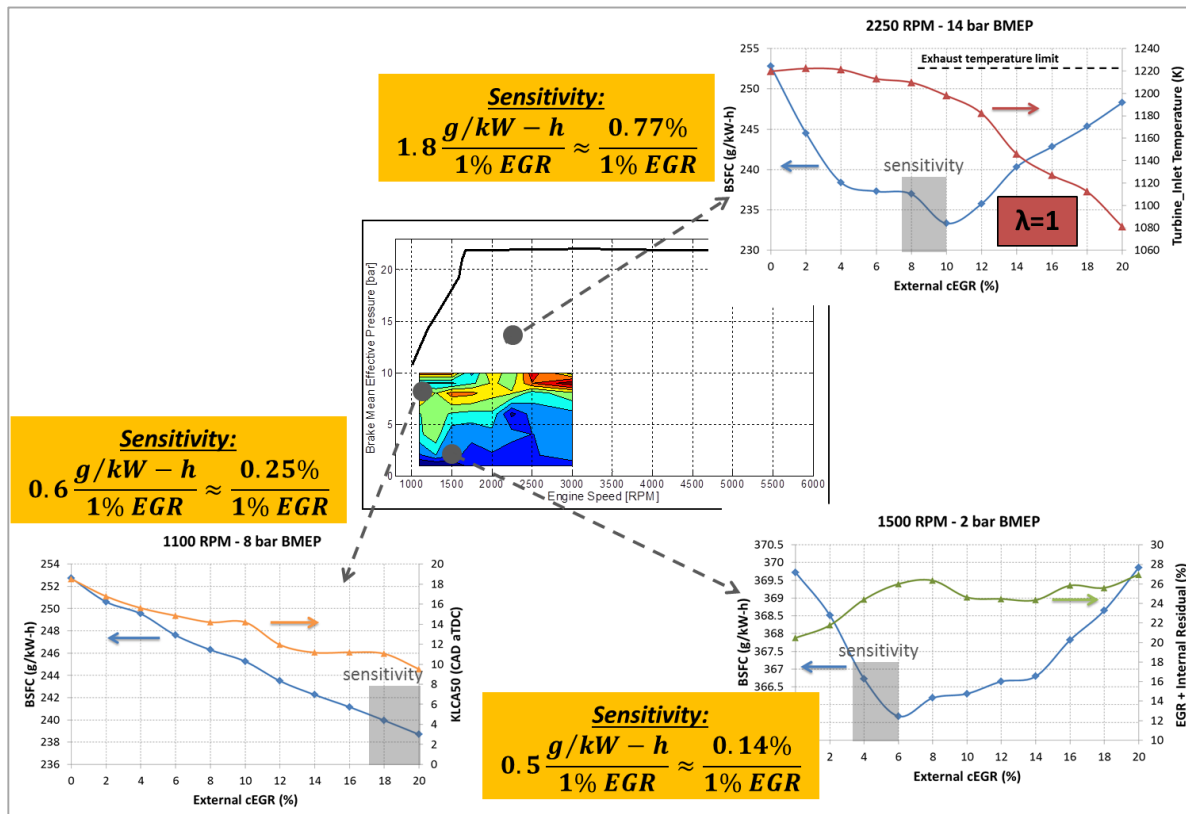 2250 RPM - 14 bar BMEP
255
250
245
240
235
230
BSFC (g/kW-h)
1240
1220
1200
1180
1160
1140
1120
1100
1080
1060
Turbine_Inlet Temperature (K)
Exhaust temperature limit
sensitivity
λ=1
0 2 4 6 8 10 12 14 16 18 20
External cEGR (%)
Sensitivity:
1.8 g/kW − h / 1% EGR ≈ 0.77% / 1% EGR
Brake Mean Effective Pressure [bar]
20
15
10
5
0
1000 1500 2000 2500 3000 3500 4000 4500 5000 5500 6000
Engine Speed [RPM]
Sensitivity:
0.6 g/kW − h / 1% EGR ≈ 0.25% / 1% EGR
1100 RPM - 8 bar BMEP
254
252
250
248
246
244
242
240
238
236
BSFC (g/kW-h)
20
18
16
14
12
10
8
6
4
2
0
KLCA50 (CAD aTDC)
sensitivity
0 2 4 6 8 10 12 14 16 18 20
External cEGR (%)
Sensitivity:
0.5 g/kW − h / 1% EGR ≈ 0.14% / 1% EGR
1500 RPM - 2 bar BMEP
370.5
370
369.5
369
368.5
368
367.5
367
366.5
BSFC (g/kW-h)
30
28
26
24
22
20
18
16
14
12
10
EGR + Internal Residual (%)
sensitivity
2 4 6 8 10 12 14 16 18 20
External cEGR (%)